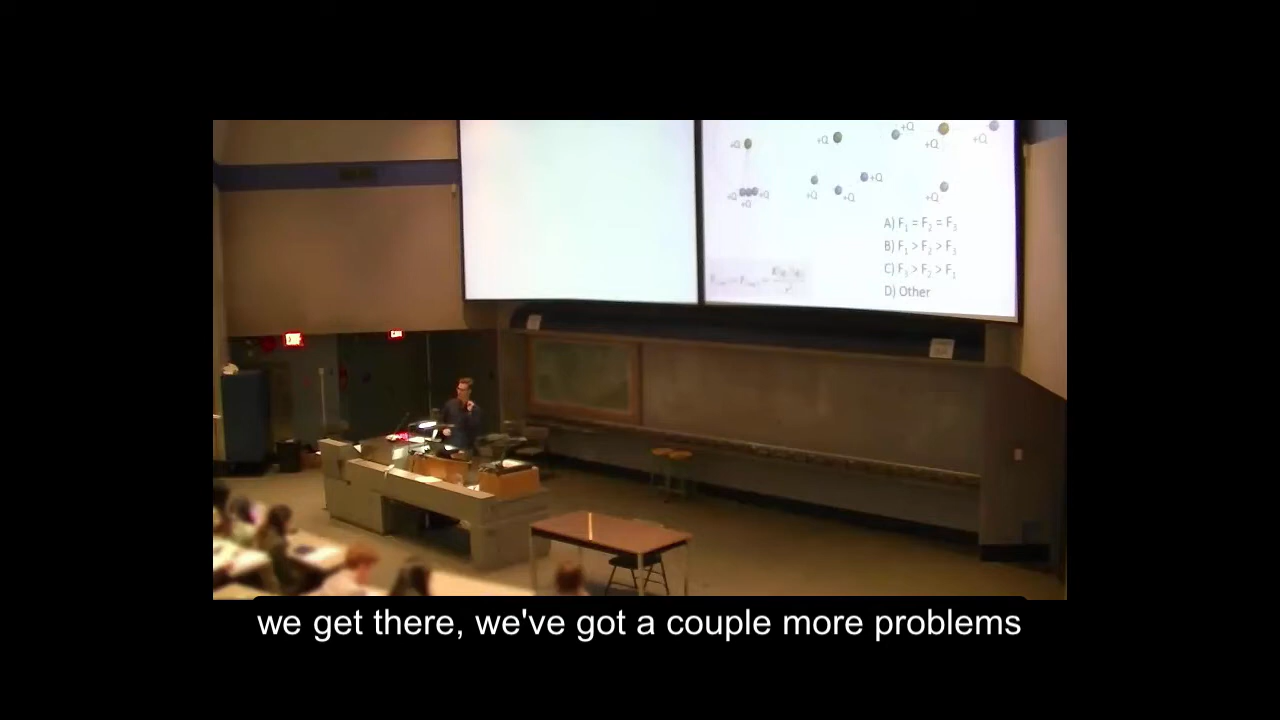 +Q
+Q
+Q
+Q
+Q
+Q
+Q
+Q
+Q
+Q
+Q
+Q
+Q
A) F₁ = F₂ = F₃
B) F₁ > F₂ > F₃
C) F₃ > F₂ > F₁
D) Other
we get there, we've got a couple more problems